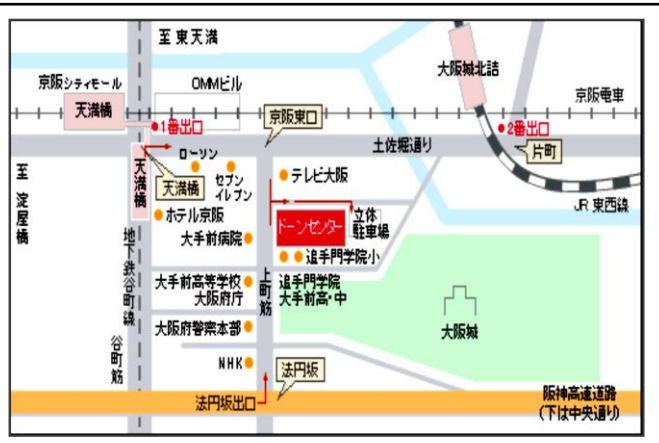 至東天満
京阪シティモール
OMMビル
大阪城北詰
京阪電車
天満橋
1番出口
京阪東口
2番出口
土佐堀通り
片町
ローソン
セブン
イレブン
天満橋
天満橋
テレビ大阪
至淀屋橋
JR東西線
ホテル京阪
ドーンセンター
立体
駐車場
大手前病院
追手門学院小
地下鉄谷町線
大手前高等学校
大阪府庁
上町筋
追手門学院
大手前高・中
大阪城
大阪府警察本部
谷町筋
NHK
法円坂
法円坂出口
阪神高速道路
(下は中央通り)